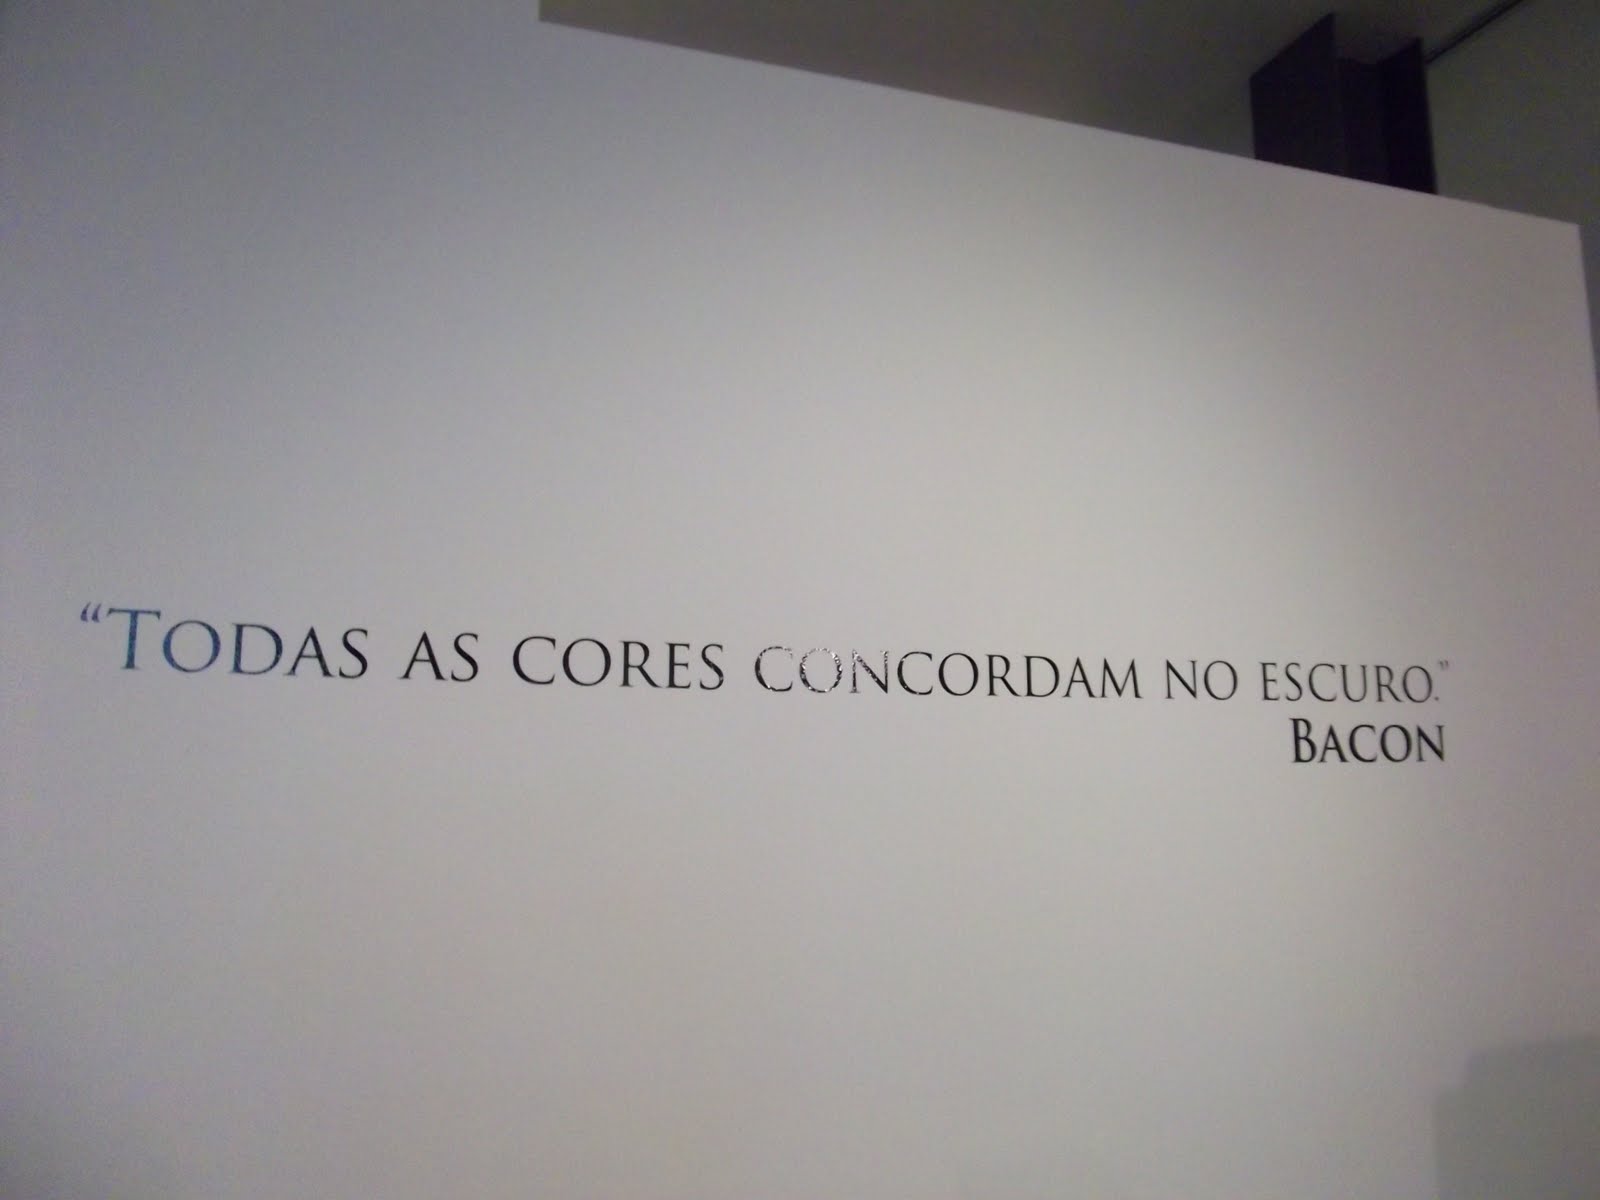 “Todas as cores concordam no escuro.”
Bacon